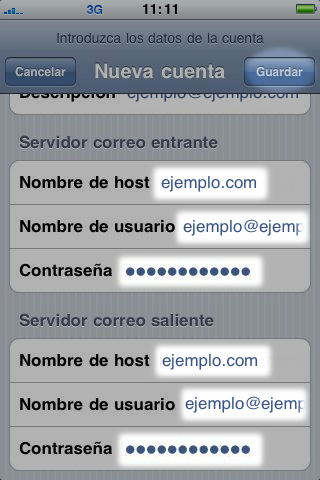 3G 11:11
Introduzca los datos de la cuenta
Cancelar Nueva cuenta Guardar
Descripción ejemplo@ejemplo.com
Servidor correo entrante
Nombre de host ejemplo.com
Nombre de usuario ejemplo@ejemp
Contraseña ●●●●●●●●●●●●
Servidor correo saliente
Nombre de host ejemplo.com
Nombre de usuario ejemplo@ejemp
Contraseña ●●●●●●●●●●●●